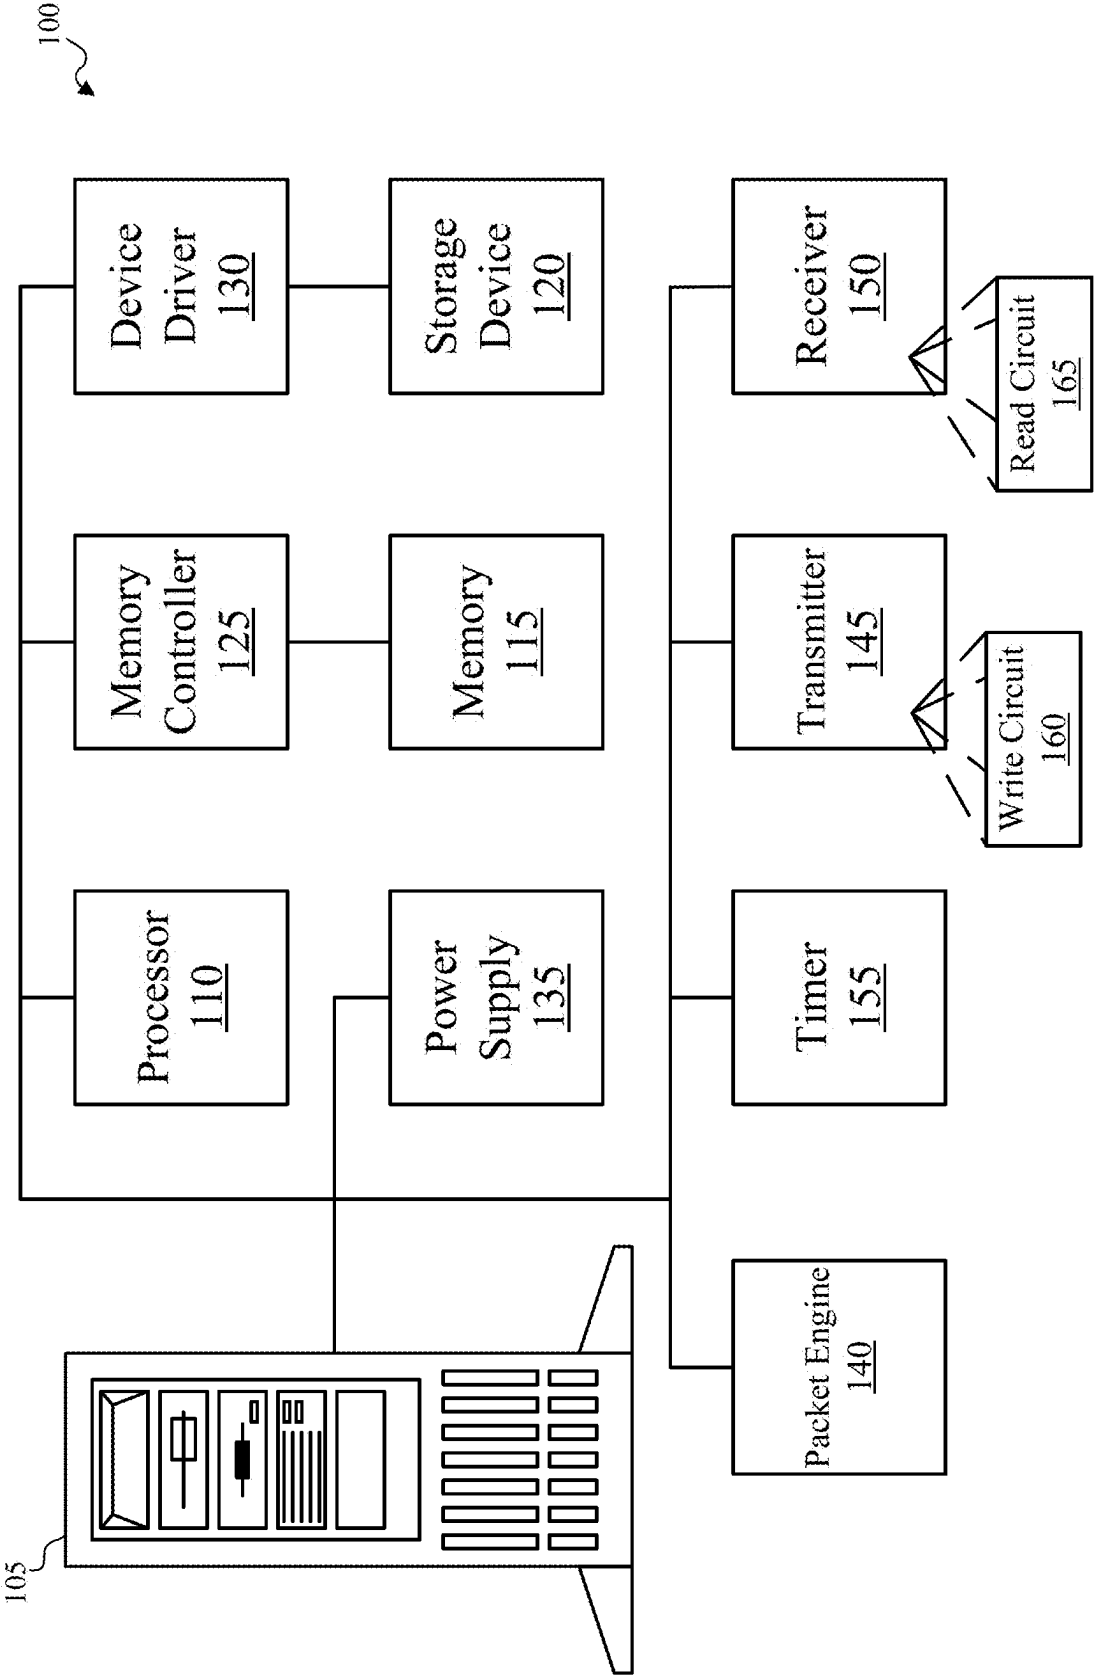 100
105
Processor
110
Memory
Controller
125
Device
Driver
130
Power
Supply
135
Memory
115
Storage
Device
120
Packet Engine
140
Timer
155
Transmitter
145
Receiver
150
Write Circuit
160
Read Circuit
165